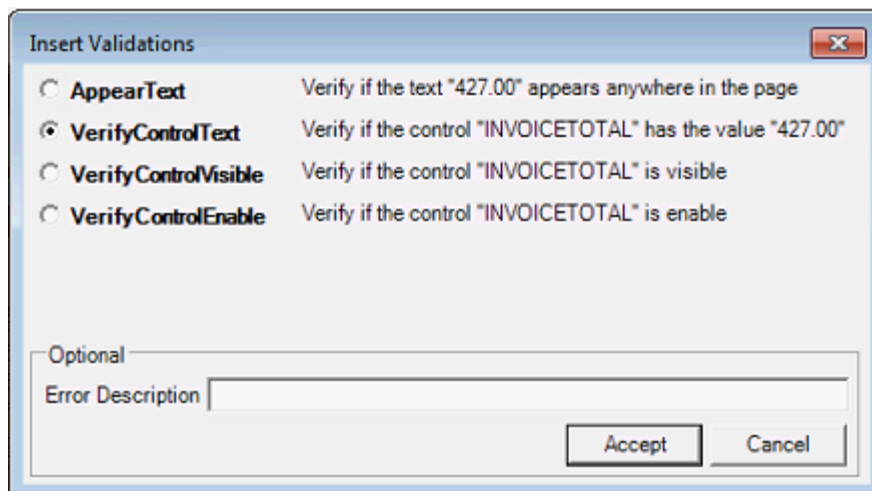 Insert Validations
AppearText Verify if the text "427.00" appears anywhere in the page
VerifyControlText Verify if the control "INVOICETOTAL" has the value "427.00"
VerifyControlVisible Verify if the control "INVOICETOTAL" is visible
VerifyControlEnable Verify if the control "INVOICETOTAL" is enable
Optional
Error Description
Accept Cancel